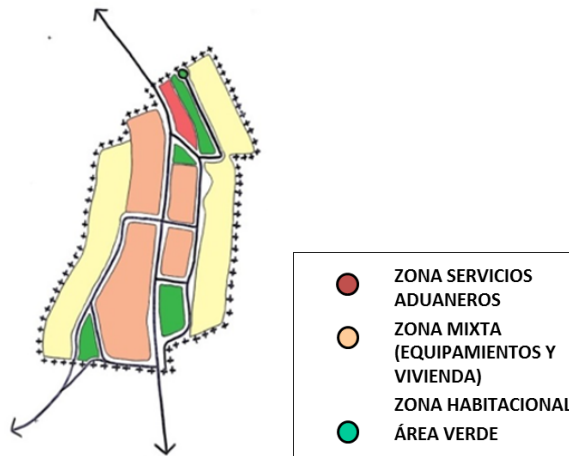 ZONA SERVICIOS
ADUANEROS
ZONA MIXTA
(EQUIPAMIENTOS Y
VIVIENDA)
ZONA HABITACIONAL
ÁREA VERDE